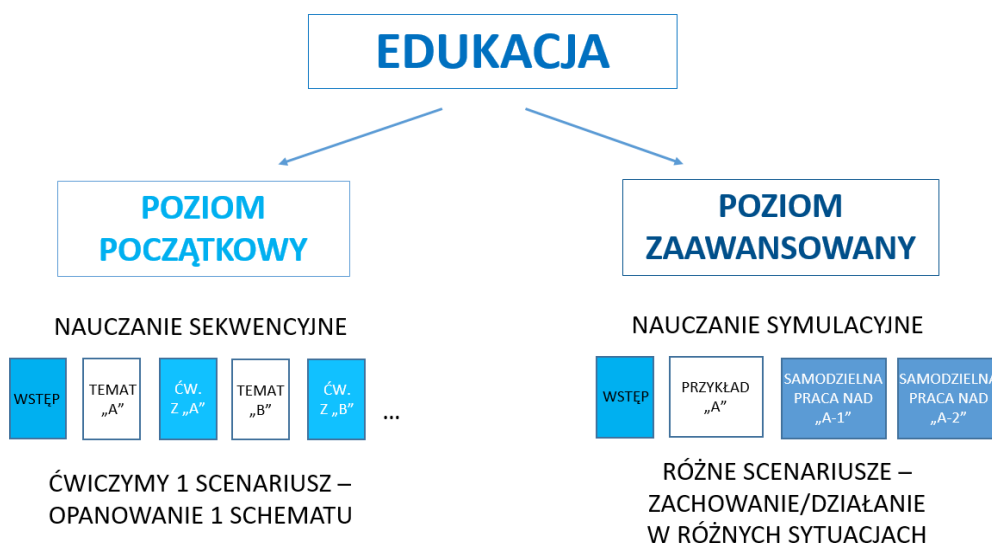 EDUKACJA
POZIOM
POCZĄTKOWY
NAUCZANIE SEKWENCYJNE
WSTĘP
TEMAT
„A”
ĆW.
Z „A”
TEMAT
„B”
ĆW.
Z „B”
...
ĆWICZYMY 1 SCENARIUSZ –
OPANOWANIE 1 SCHEMATU
POZIOM
ZAAWANSOWANY
NAUCZANIE SYMULACYJNE
WSTĘP
PRZYKŁAD
„A”
SAMODZIELNA
PRACA NAD
„A-1”
SAMODZIELNA
PRACA NAD
„A-2”
RÓŻNE SCENARIUSZE –
ZACHOWANIE/DZIAŁANIE
W RÓŻNYCH SYTUACJACH